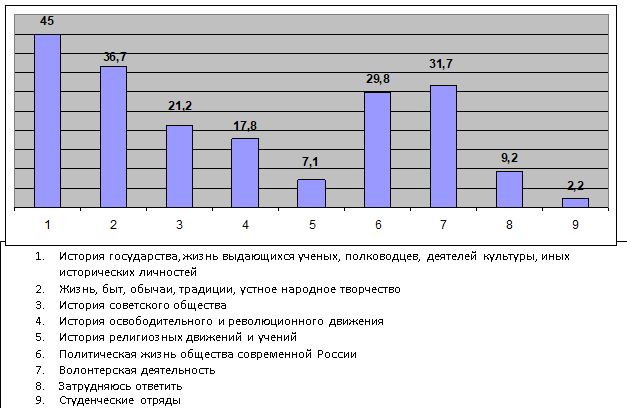 45
36,7
21,2
17,8
7,1
29,8
31,7
9,2
2,2
1 2 3 4 5 6 7 8 9
1. История государства, жизнь выдающихся ученых, полководцев, деятелей культуры, иных
исторических личностей
2. Жизнь, быт, обычаи, традиции, устное народное творчество
3 История советского общества
4 История освободительного и революционного движения
5 История религиозных движений и учений
6. Политическая жизнь общества современной России
7. Волонтерская деятельность
8. Затрудняюсь ответить
9. Студенческие отряды